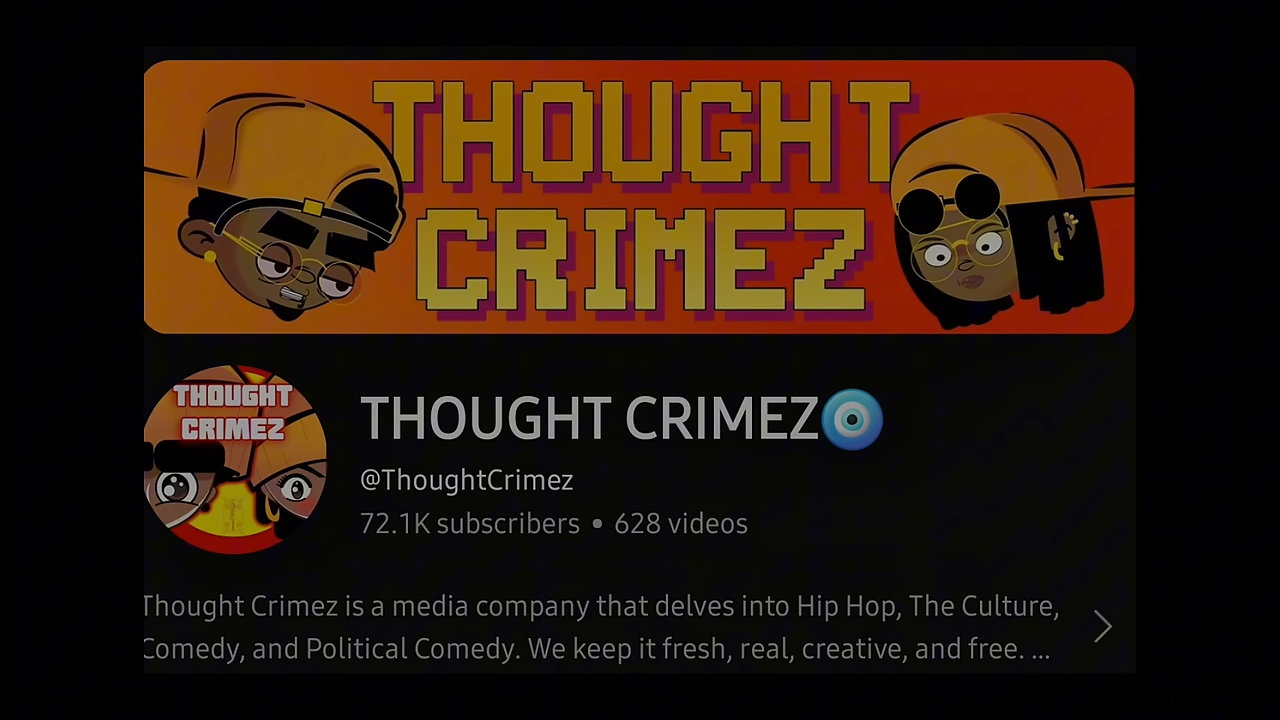 THOUGHT
CRIMEZ
THOUGHT
CRIMEZ
THOUGHT CRIMEZ🧿
@ThoughtCrimez
72.1K subscribers • 628 videos
Thought Crimez is a media company that delves into Hip Hop, The Culture,
Comedy, and Political Comedy. We keep it fresh, real, creative, and free. ...